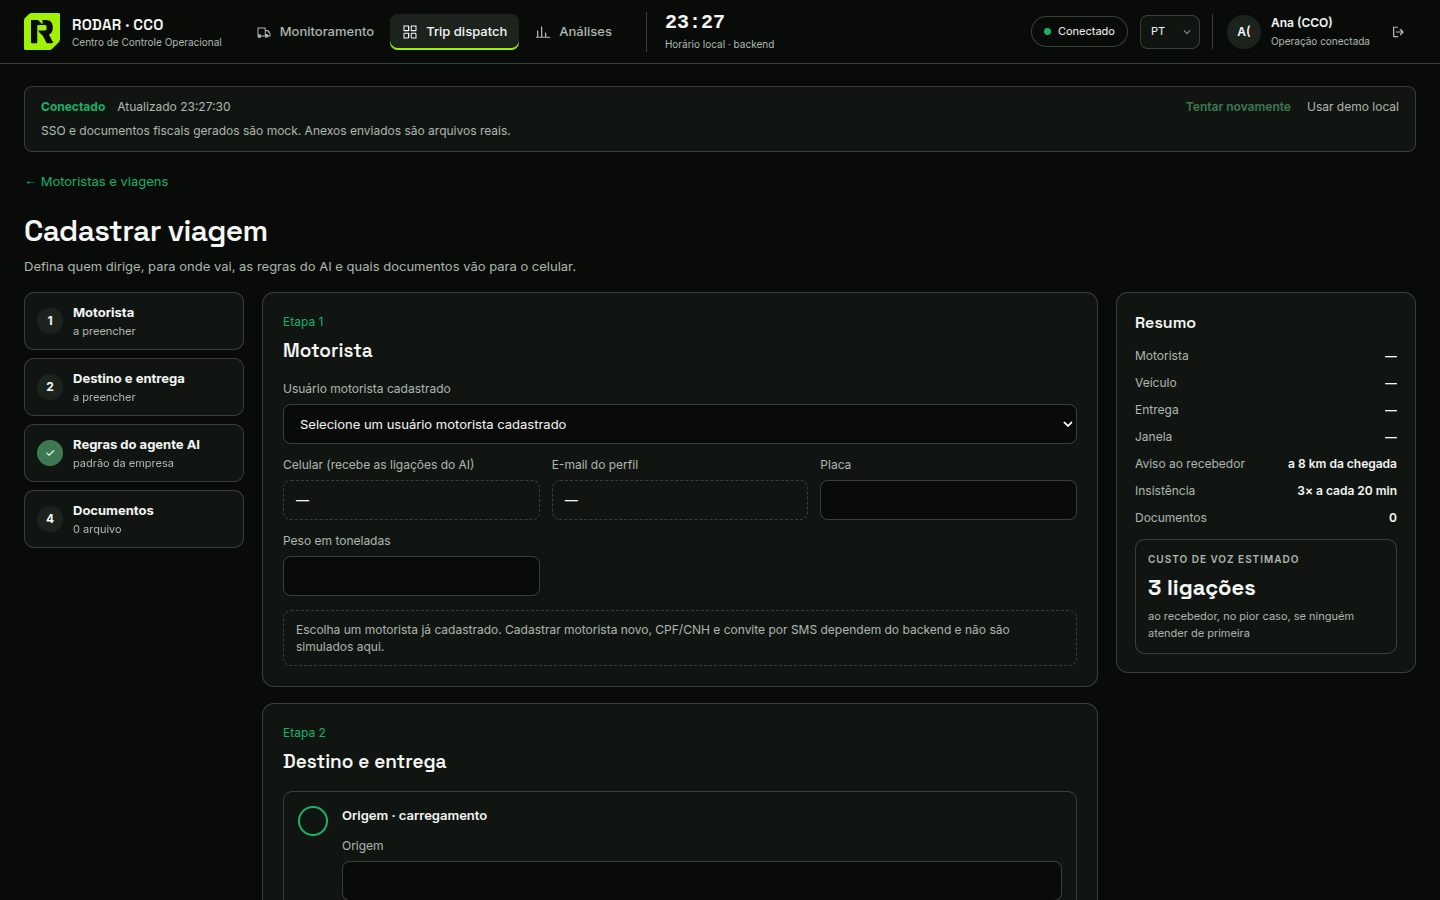 RODAR · CCO
Centro de Controle Operacional
Monitoramento
Trip dispatch
Análises
23:27
Horário local · backend
Conectado
PT
A(
Ana (CCO)
Operação conectada
Conectado Atualizado 23:27:30
Tentar novamente Usar demo local
SSO e documentos fiscais gerados são mock. Anexos enviados são arquivos reais.
← Motoristas e viagens
Cadastrar viagem
Defina quem dirige, para onde vai, as regras do AI e quais documentos vão para o celular.
1
Motorista
a preencher
2
Destino e entrega
a preencher
Regras do agente AI
padrão da empresa
4
Documentos
0 arquivo
Etapa 1
Motorista
Usuário motorista cadastrado
Selecione um usuário motorista cadastrado
Celular (recebe as ligações do AI)
—
E-mail do perfil
—
Placa
Peso em toneladas
Escolha um motorista já cadastrado. Cadastrar motorista novo, CPF/CNH e convite por SMS dependem do backend e não são
simulados aqui.
Etapa 2
Destino e entrega
Origem · carregamento
Origem
Resumo
Motorista —
Veículo —
Entrega —
Janela —
Aviso ao recebedor a 8 km da chegada
Insistência 3× a cada 20 min
Documentos 0
CUSTO DE VOZ ESTIMADO
3 ligações
ao recebedor, no pior caso, se ninguém
atender de primeira